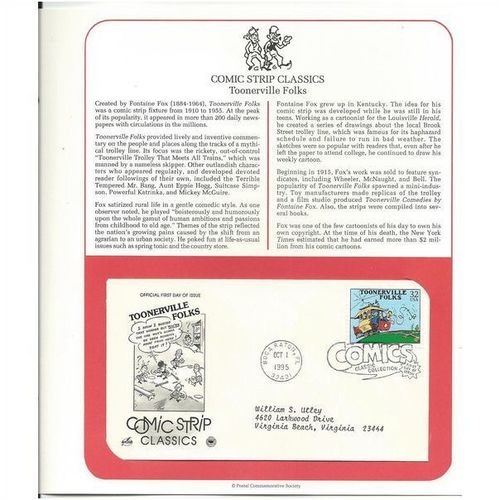 COMIC STRIP CLASSICS
Toonerville Folks
Created by Fontaine Fox (1884-1964), Toonerville Folks
was a comic strip fixture from 1910 to 1955. At the peak
of its popularity, it appeared in more than 200 daily news-
papers with circulations in the millions.
Toonerville Folks provided lively and inventive commen-
tary on the people and places along the tracks of a mythi-
cal trolley line. Its focus was the rickety, out-of-control
"Toonerville Trolley That Meets All Trains," which was
manned by a nameless skipper. Other outlandish charac-
ters who appeared regularly, and developed devoted
reader followings of their own, included the Terrible
Tempered Mr. Bang, Aunt Eppie Hogg, Suitcase Simp-
son, Powerful Katrinka, and Mickey McGuire.
Fox satirized rural life in a gentle comedic style. As one
observer noted, he played "boisterously and humorously
upon the whole gamut of human ambitions and passions
from childhood to old age." Themes of the strip reflected
the nation's growing pains caused by the shift from an
agrarian to an urban society. He poked fun at life-as-usual
issues such as spring tonic and the country store.
Fontaine Fox grew up in Kentucky. The idea for his
comic strip was developed while he was still in his
teens. Working as a cartoonist for the Louisville Herald,
he created a series of drawings about the local Brook
Street trolley line, which was famous for its haphazard
schedule and failure to run in bad weather. The
sketches were so popular with readers that, even after he
left the paper to attend college, he continued to draw his
weekly cartoon.
Beginning in 1915, Fox's work was sold to feature syn-
dicates, including Wheeler, McNaught, and Bell. The
popularity of Toonerville Folks spawned a mini-indus-
try. Toy manufacturers made replicas of the trolley and
a film studio produced Toonerville Comedies by
Fontaine Fox. Also, the strips were compiled into sev-
eral books.
Fox was one of the few cartoonists of his day to own his
own copyright. At the time of his death, the New York
Times estimated that he had earned more than $2 mil-
lion from his comic cartoons.
OFFICIAL FIRST DAY OF ISSUE
TOONERVILLE
FOLKS
COMIC STRIP
CLASSICS
BOCA RATON, FL
OCT 1
1995
33431
TOONERVILLE
FOLKS
32
USA
COMICS
CLASSIC
COLLECTION
William S. Utley
4620 Larkwood Drive
Virginia Beach, Virginia 23464
© Postal Commemorative Society